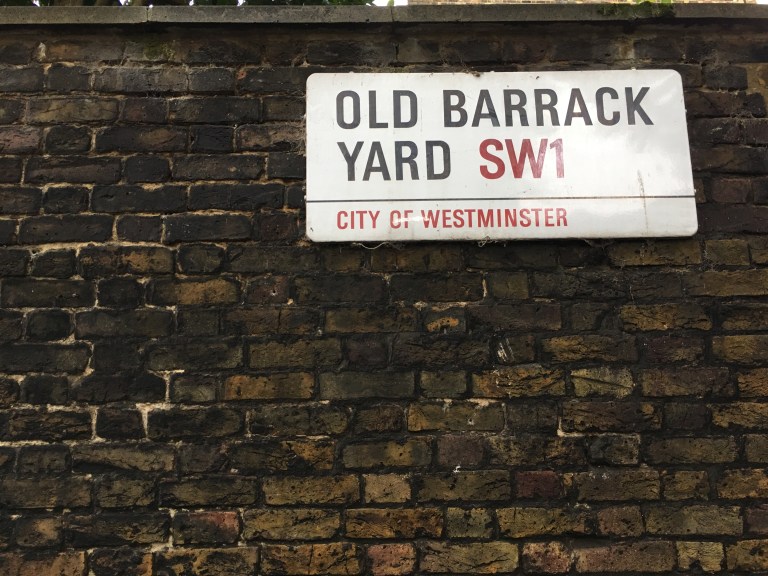 OLD BARRACK
YARD SW1
CITY OF WESTMINSTER